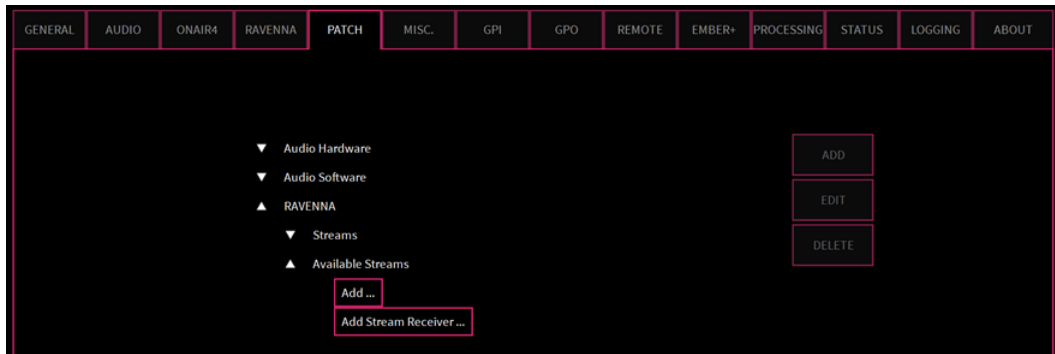 GENERAL AUDIO ONAIR4 RAVENNA PATCH MISC. GPI GPO REMOTE EMBER+ PROCESSING STATUS LOGGING ABOUT
Audio Hardware
ADD
Audio Software
EDIT
RAVENNA
Streams
DELETE
Available Streams
Add ...
Add Stream Receiver ...